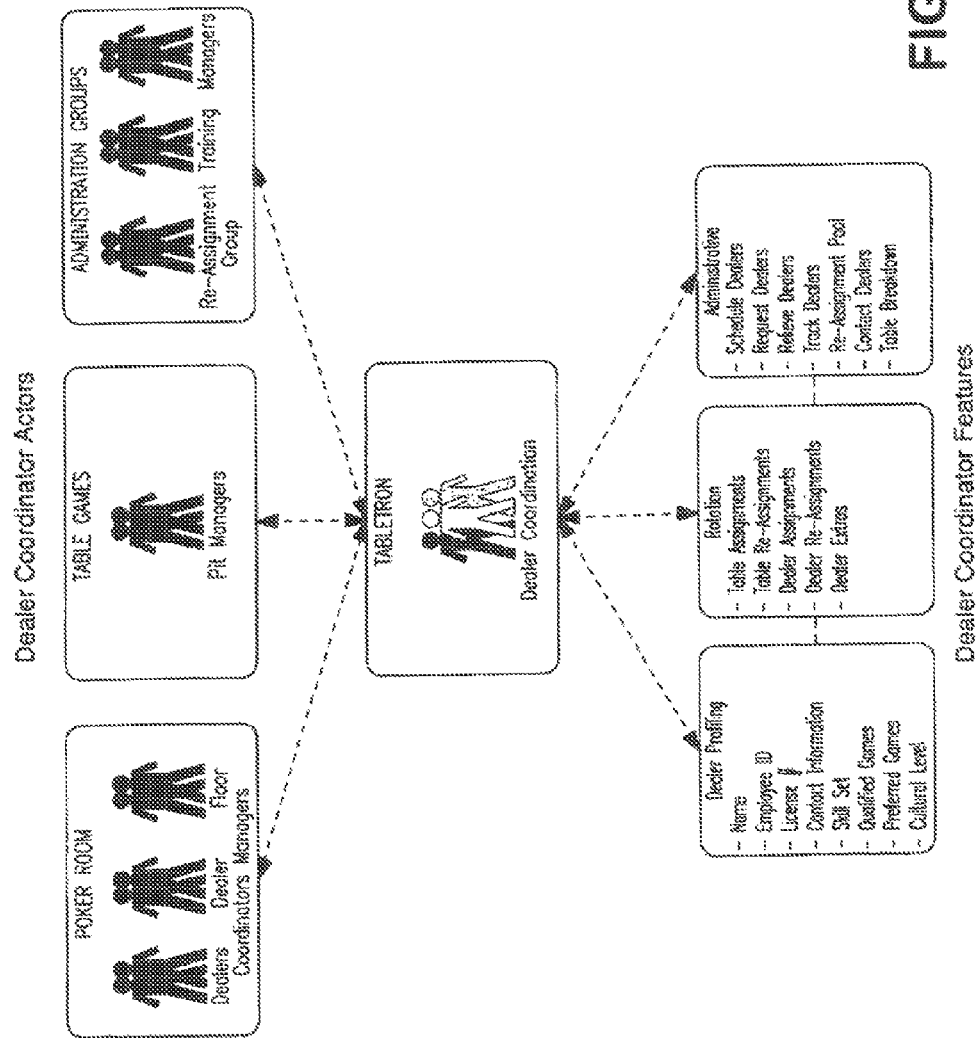 Dealer Coordinator Actors
POKER ROOM
Dealers
Dealer
Coordinators
Floor
Managers
TABLE GAMES
Pit Managers
ADMINISTRATION GROUPS
Re-Assignment
Group
Training
Managers
TABLETRON
Dealer Coordination
Dealer Profiling
- Name
- Employee ID
- License #
- Contact Information
- Skill Set
- Qualified Games
- Preferred Games
- Cultural Level
Rotation
- Table Assignments
- Table Re-Assignments
- Dealer Assignments
- Dealer Re-Assignments
- Dealer Extras
Administrative
- Schedule Dealers
- Request Dealers
- Relieve Dealers
- Track Dealers
- Re-Assignment Pool
- Contact Dealers
- Table Breakdown
Dealer Coordinator Features
FIG